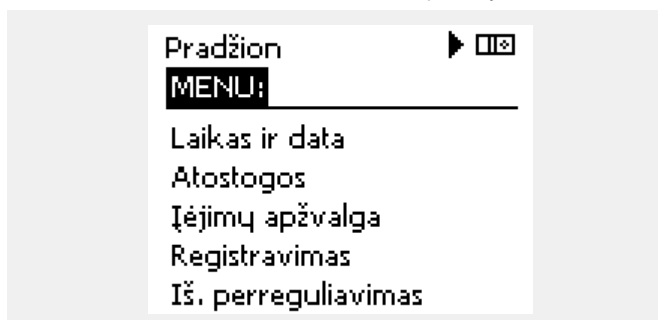 Pradžion
MENU:
Laikas ir data
Atostogos
Įėjimų apžvalga
Registravimas
Iš. perreguliavimas